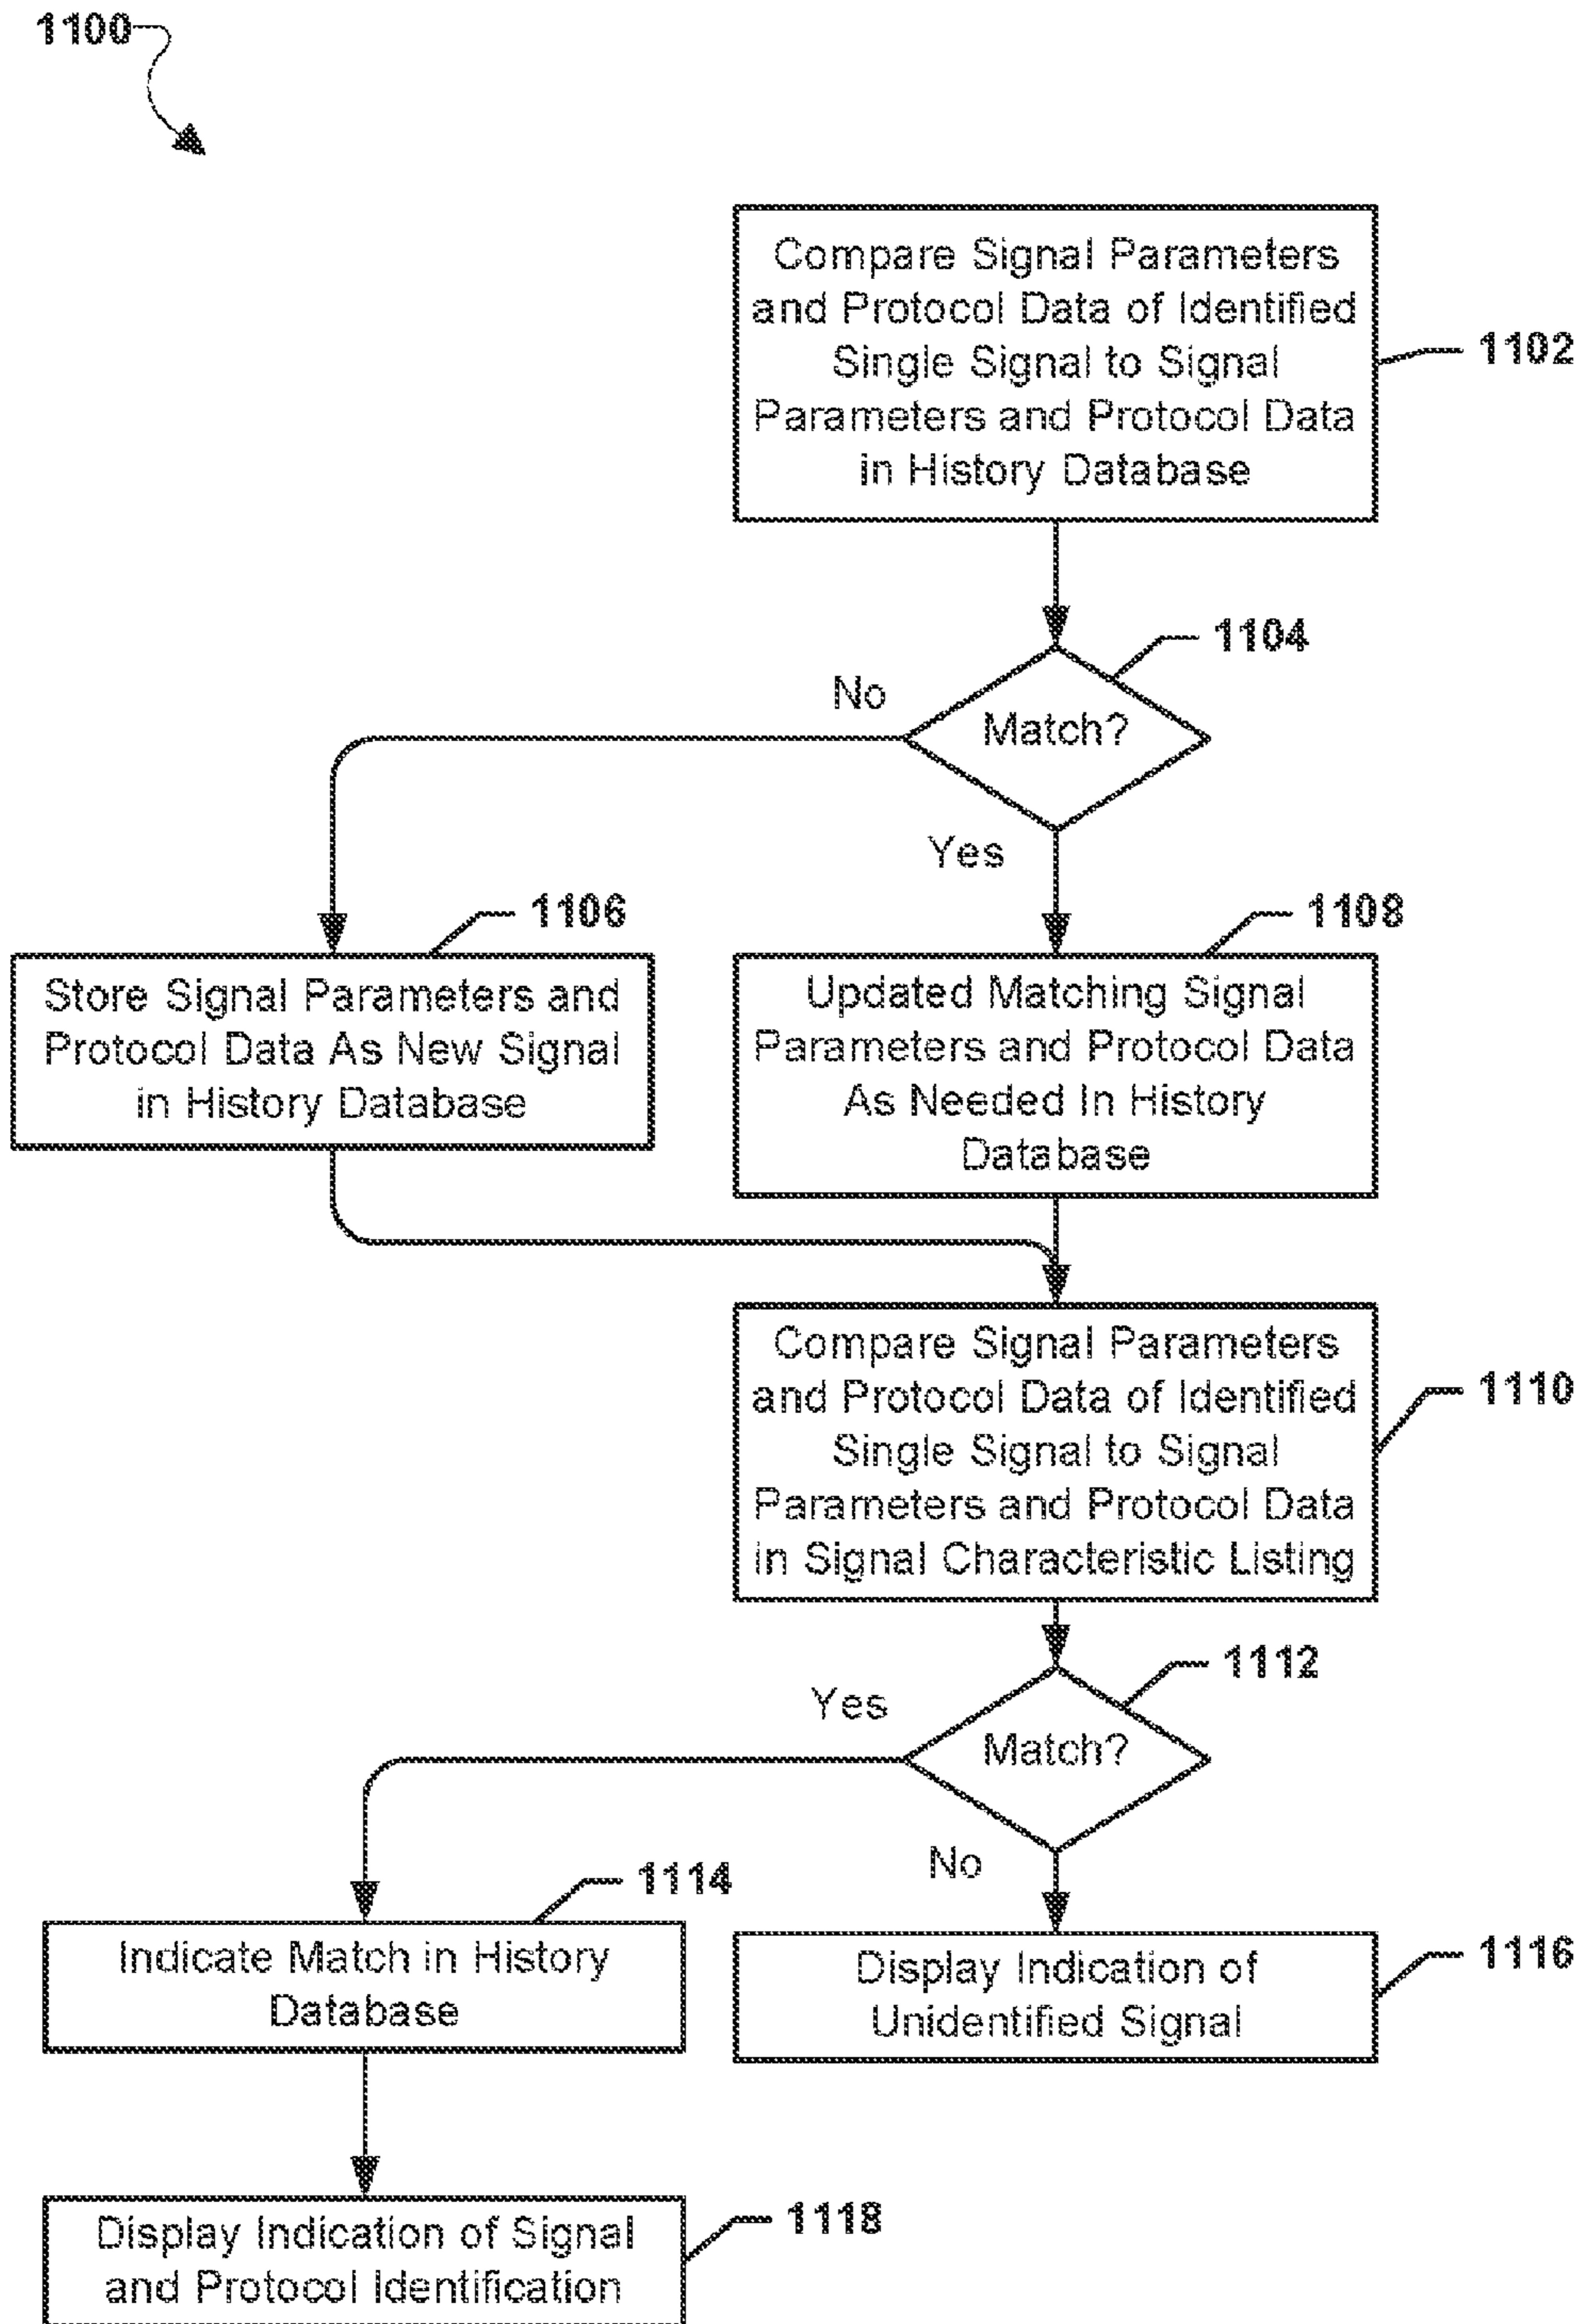 1100
Compare Signal Parameters
and Protocol Data of Identified
Single Signal to Signal
Parameters and Protocol Data
in History Database
1102
1104
No
Match?
Yes
1106
1108
Store Signal Parameters and
Protocol Data As New Signal
in History Database
Updated Matching Signal
Parameters and Protocol Data
As Needed In History
Database
Compare Signal Parameters
and Protocol Data of Identified
Single Signal to Signal
Parameters and Protocol Data
in Signal Characteristic Listing
1110
1112
Yes
Match?
No
1114
Indicate Match in History
Database
Display Indication of
Unidentified Signal
1116
Display Indication of Signal
and Protocol Identification
1118